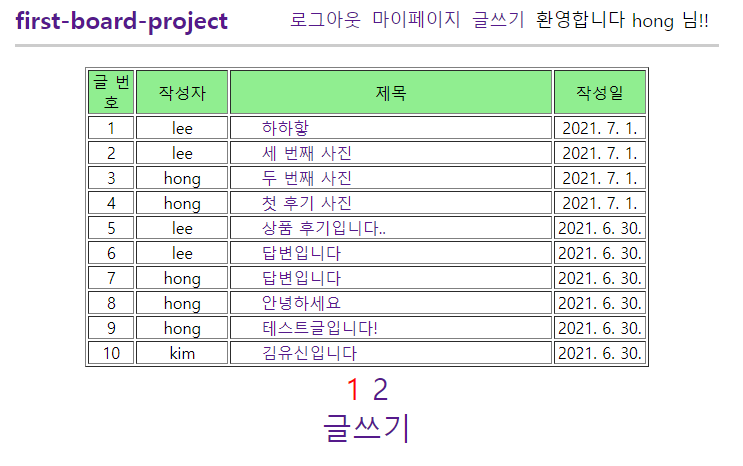 first-board-project 로그아웃 마이페이지 글쓰기 환영합니다 hong 님!!
글 번호 작성자 제목 작성일
1 lee 하하핳 2021. 7. 1.
2 lee 세 번째 사진 2021. 7. 1.
3 hong 두 번째 사진 2021. 7. 1.
4 hong 첫 후기 사진 2021. 7. 1.
5 lee 상품 후기입니다.. 2021. 6. 30.
6 lee 답변입니다 2021. 6. 30.
7 hong 답변입니다 2021. 6. 30.
8 hong 안녕하세요 2021. 6. 30.
9 hong 테스트글입니다! 2021. 6. 30.
10 kim 김유신입니다 2021. 6. 30.
1 2
글쓰기